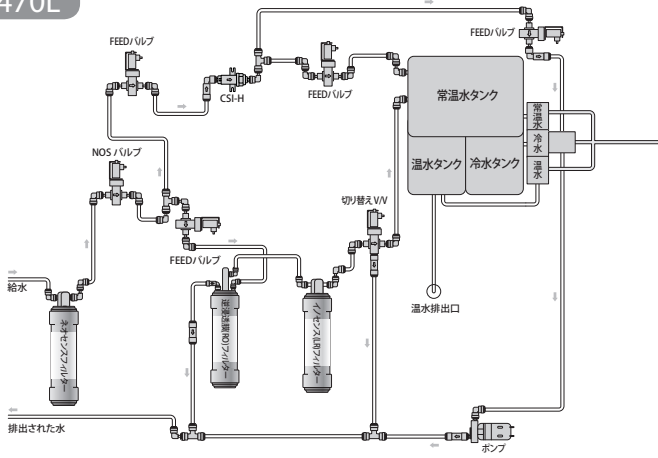 470L
FEEDバルブ
FEEDバルブ
CSI-H
FEEDバルブ
常温水タンク
常温水
冷水
温水
温水タンク
冷水タンク
NOS バルブ
切り替え V/V
FEEDバルブ
給水
ネオセンスフィルター
逆浸透膜(RO)フィルター
イノセンス(LR)フィルター
温水排出口
排出された水
ポンプ